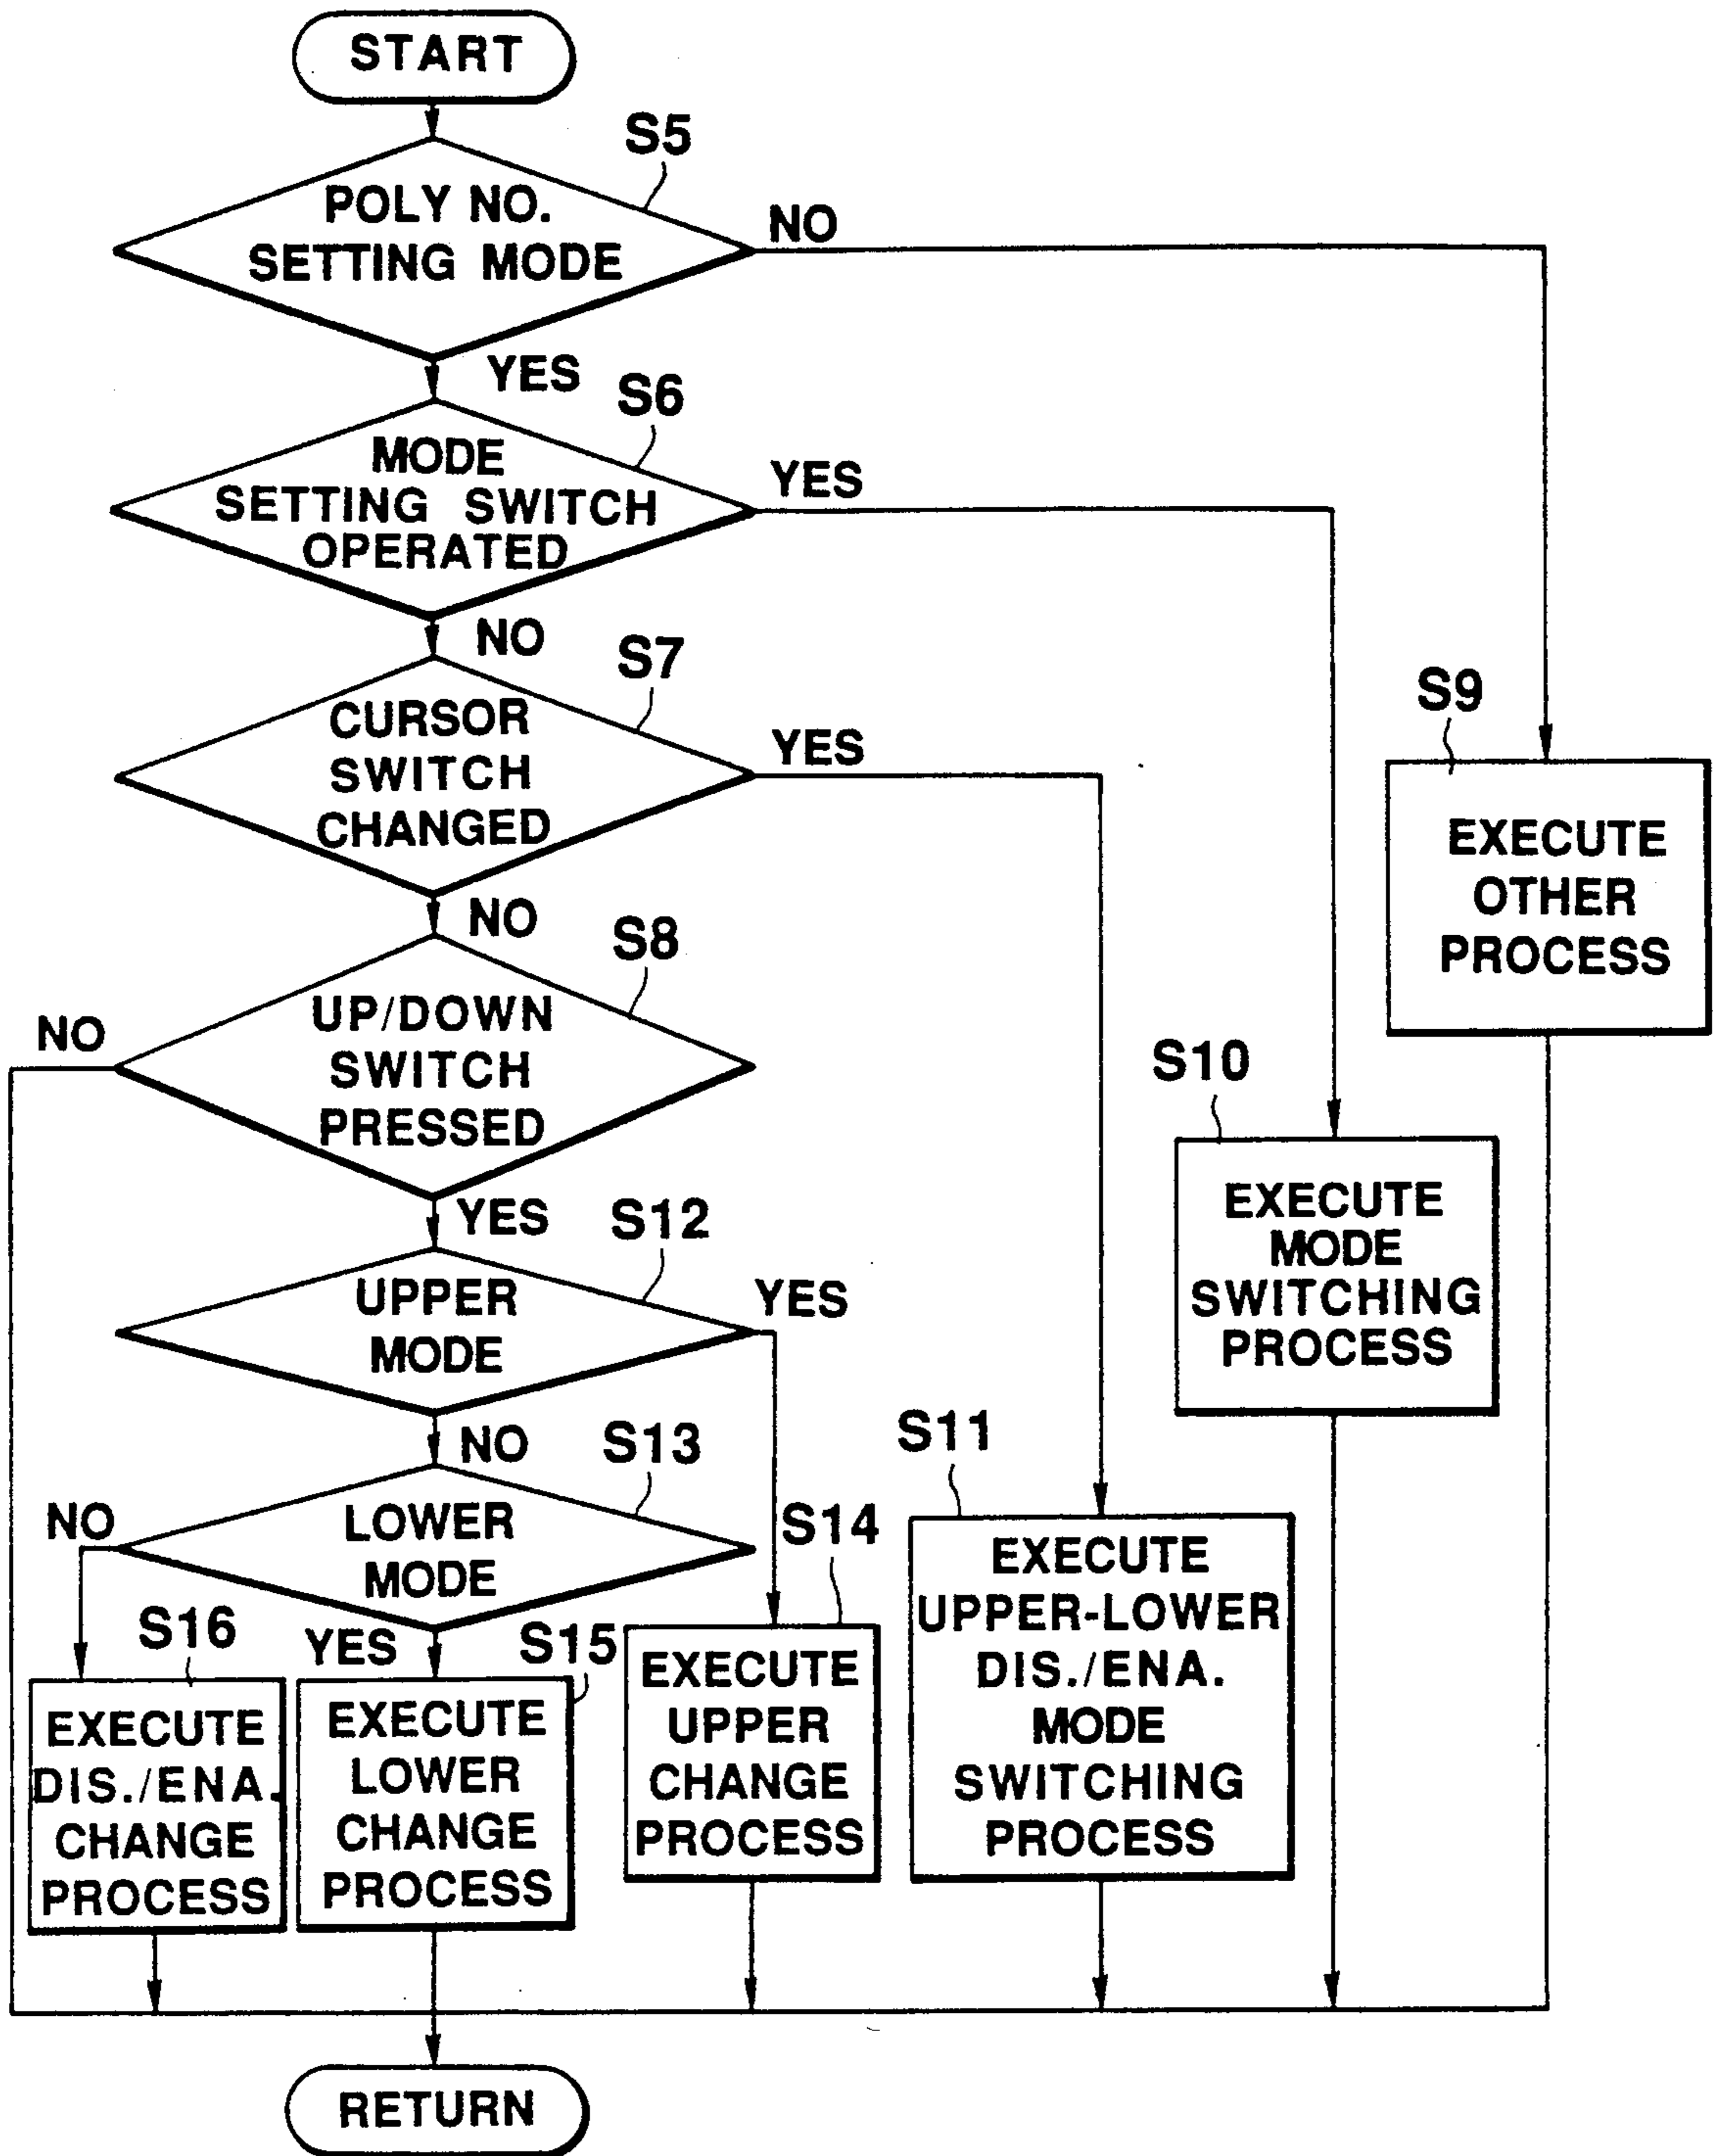 START
S5
POLY NO.
SETTING MODE
NO
YES
S6
MODE
SETTING SWITCH
OPERATED
YES
NO
S7
CURSOR
SWITCH
CHANGED
YES
S9
EXECUTE
OTHER
PROCESS
NO
S8
UP/DOWN
SWITCH
PRESSED
NO
S10
EXECUTE
MODE
SWITCHING
PROCESS
YES
S12
UPPER
MODE
YES
NO
S13
LOWER
MODE
NO
S14
EXECUTE
UPPER
CHANGE
PROCESS
S11
EXECUTE
UPPER-LOWER
DIS./ENA.
MODE
SWITCHING
PROCESS
S16
EXECUTE
DIS./ENA.
CHANGE
PROCESS
YES
S15
EXECUTE
LOWER
CHANGE
PROCESS
RETURN